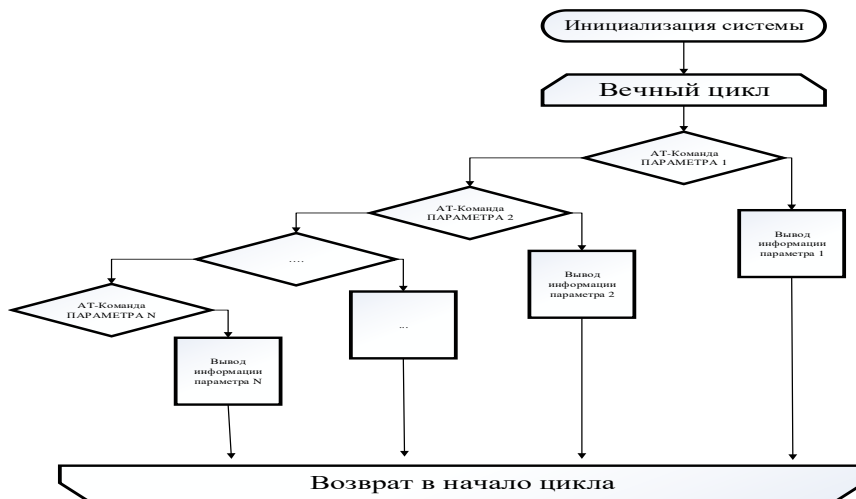 Инициализация системы
Вечный цикл
АТ-Команда
ПАРАМЕТРА 1
АТ-Команда
ПАРАМЕТРА 2
Вывод
информации
параметра 1
....
Вывод
информации
параметра 2
АТ-Команда
ПАРАМЕТРА N
...
Вывод
информации
параметра N
Возврат в начало цикла